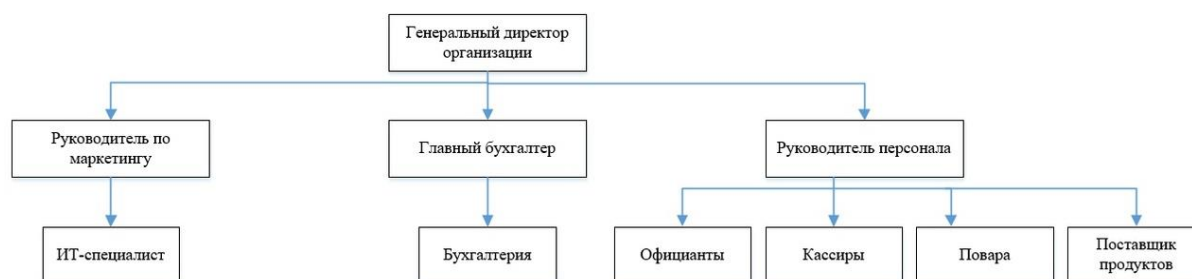 Генеральный директор
организации
Руководитель по
маркетингу
Главный бухгалтер
Руководитель персонала
ИТ-специалист
Бухгалтерия
Официанты
Кассиры
Повара
Поставщик
продуктов